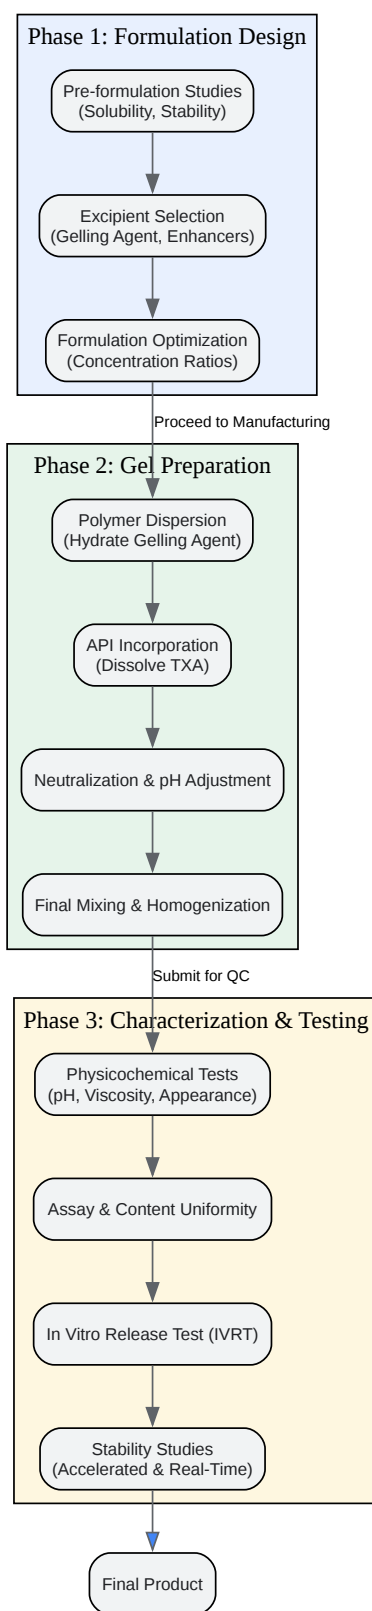 Phase 1: Formulation Design
Pre-formulation Studies
(Solubility, Stability)
Excipient Selection
(Gelling Agent, Enhancers)
Formulation Optimization
(Concentration Ratios)
Proceed to Manufacturing
Phase 2: Gel Preparation
Polymer Dispersion
(Hydrate Gelling Agent)
API Incorporation
(Dissolve TXA)
Neutralization & pH Adjustment
Final Mixing & Homogenization
Submit for QC
Phase 3: Characterization & Testing
Physicochemical Tests
(pH, Viscosity, Appearance)
Assay & Content Uniformity
In Vitro Release Test (IVRT)
Stability Studies
(Accelerated & Real-Time)
Final Product